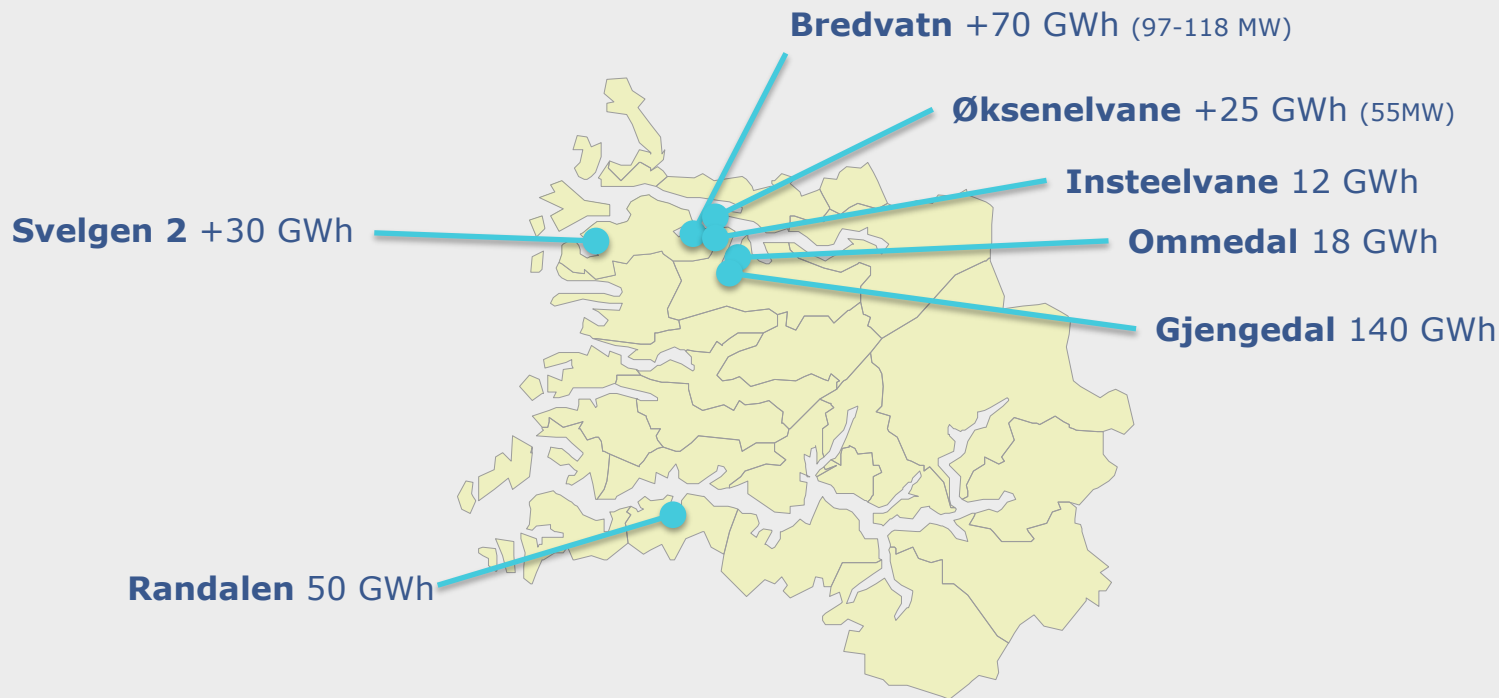 Bredvatn +70 GWh (97-118 MW)
Øksenelvane +25 GWh (55MW)
Insteelvane 12 GWh
Svelgen 2 +30 GWh
Ommedal 18 GWh
Gjengedal 140 GWh
Randalen 50 GWh